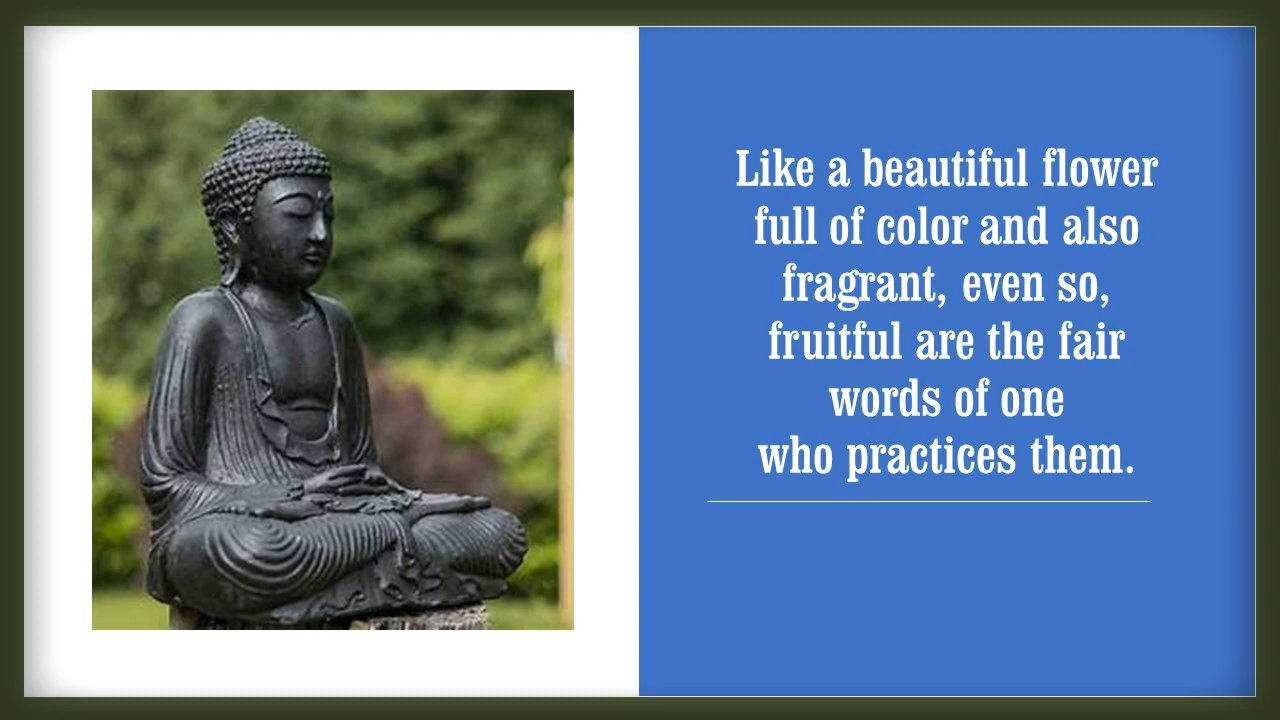 Like a beautiful flower
full of color and also
fragrant, even so,
fruitful are the fair
words of one
who practices them.